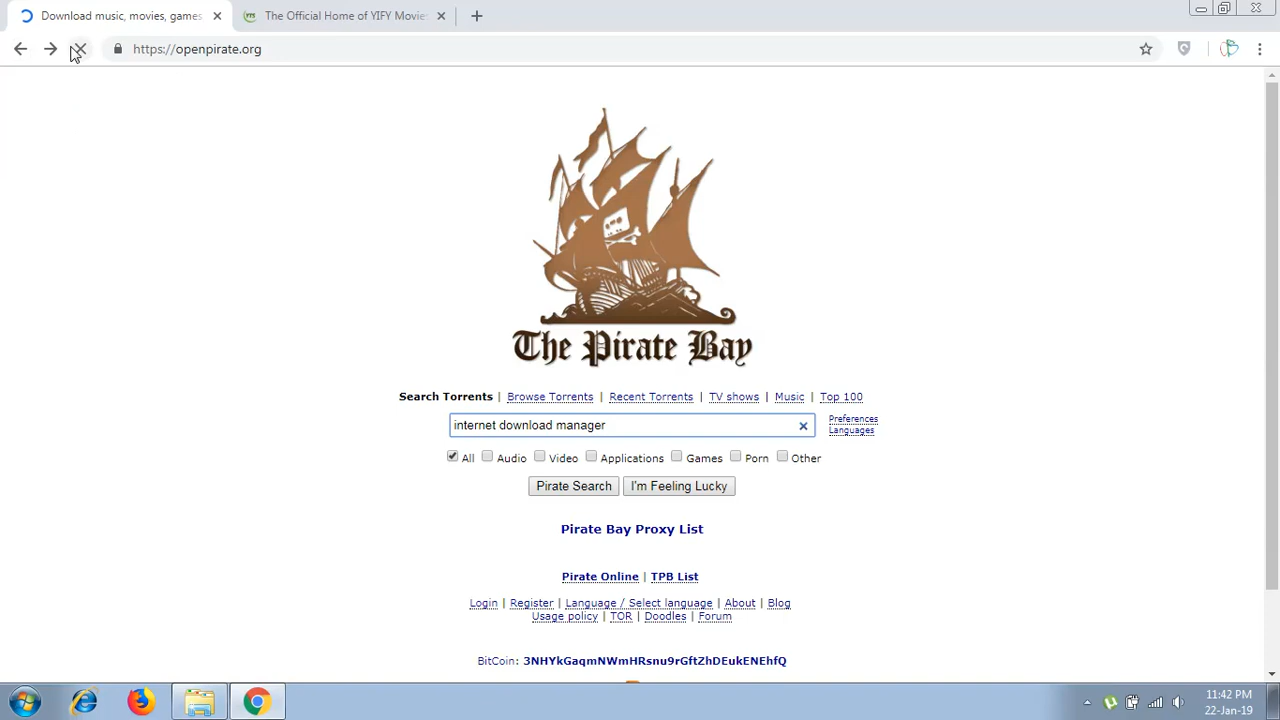 Download music, movies, games
The Official Home of YIFY Movie
https://openpirate.org
The Pirate Bay
Search Torrents | Browse Torrents | Recent Torrents | TV shows | Music | Top 100
internet download manager
Preferences
Languages
All Audio Video Applications Games Porn Other
Pirate Search I'm Feeling Lucky
Pirate Bay Proxy List
Pirate Online | TPB List
Login | Register | Language / Select language | About | Blog
Usage policy | TOR | Doodles | Forum
BitCoin: 3NHYkGaqmNWmHRsnu9rGftZhDEukENEhfQ
11:42 PM
22-Jan-19